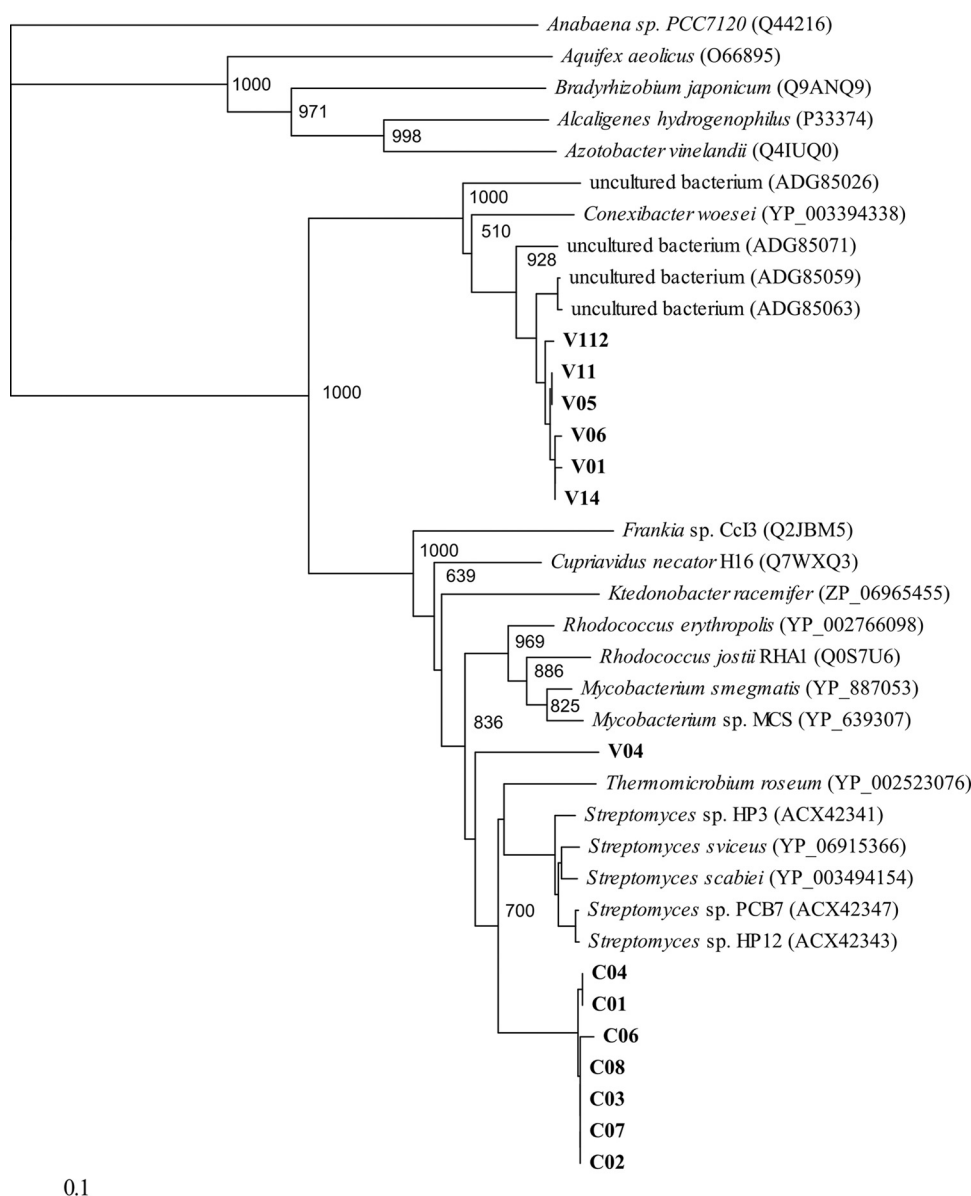 Anabaena sp. PCC7120 (Q44216)
Aquifex aeolicus (O66895)
1000
Bradyrhizobium japonicum (Q9ANQ9)
971
Alcaligenes hydrogenophilus (P33374)
998
Azotobacter vinelandii (Q4IUQ0)
uncultured bacterium (ADG85026)
1000
Conexibacter woesei (YP_003394338)
510
uncultured bacterium (ADG85071)
928
uncultured bacterium (ADG85059)
uncultured bacterium (ADG85063)
V112
V11
1000
V05
V06
V01
V14
Frankia sp. CcI3 (Q2JBM5)
1000
Cupriavidus necator H16 (Q7WXQ3)
639
Ktedonobacter racemifer (ZP_06965455)
Rhodococcus erythropolis (YP_002766098)
969
Rhodococcus jostii RHA1 (Q0S7U6)
886
Mycobacterium smegmatis (YP_887053)
825
Mycobacterium sp. MCS (YP_639307)
836
V04
Thermomicrobium roseum (YP_002523076)
Streptomyces sp. HP3 (ACX42341)
Streptomyces sviceus (YP_06915366)
Streptomyces scabiei (YP_003494154)
700
Streptomyces sp. PCB7 (ACX42347)
Streptomyces sp. HP12 (ACX42343)
C04
C01
C06
C08
C03
C07
C02
0.1